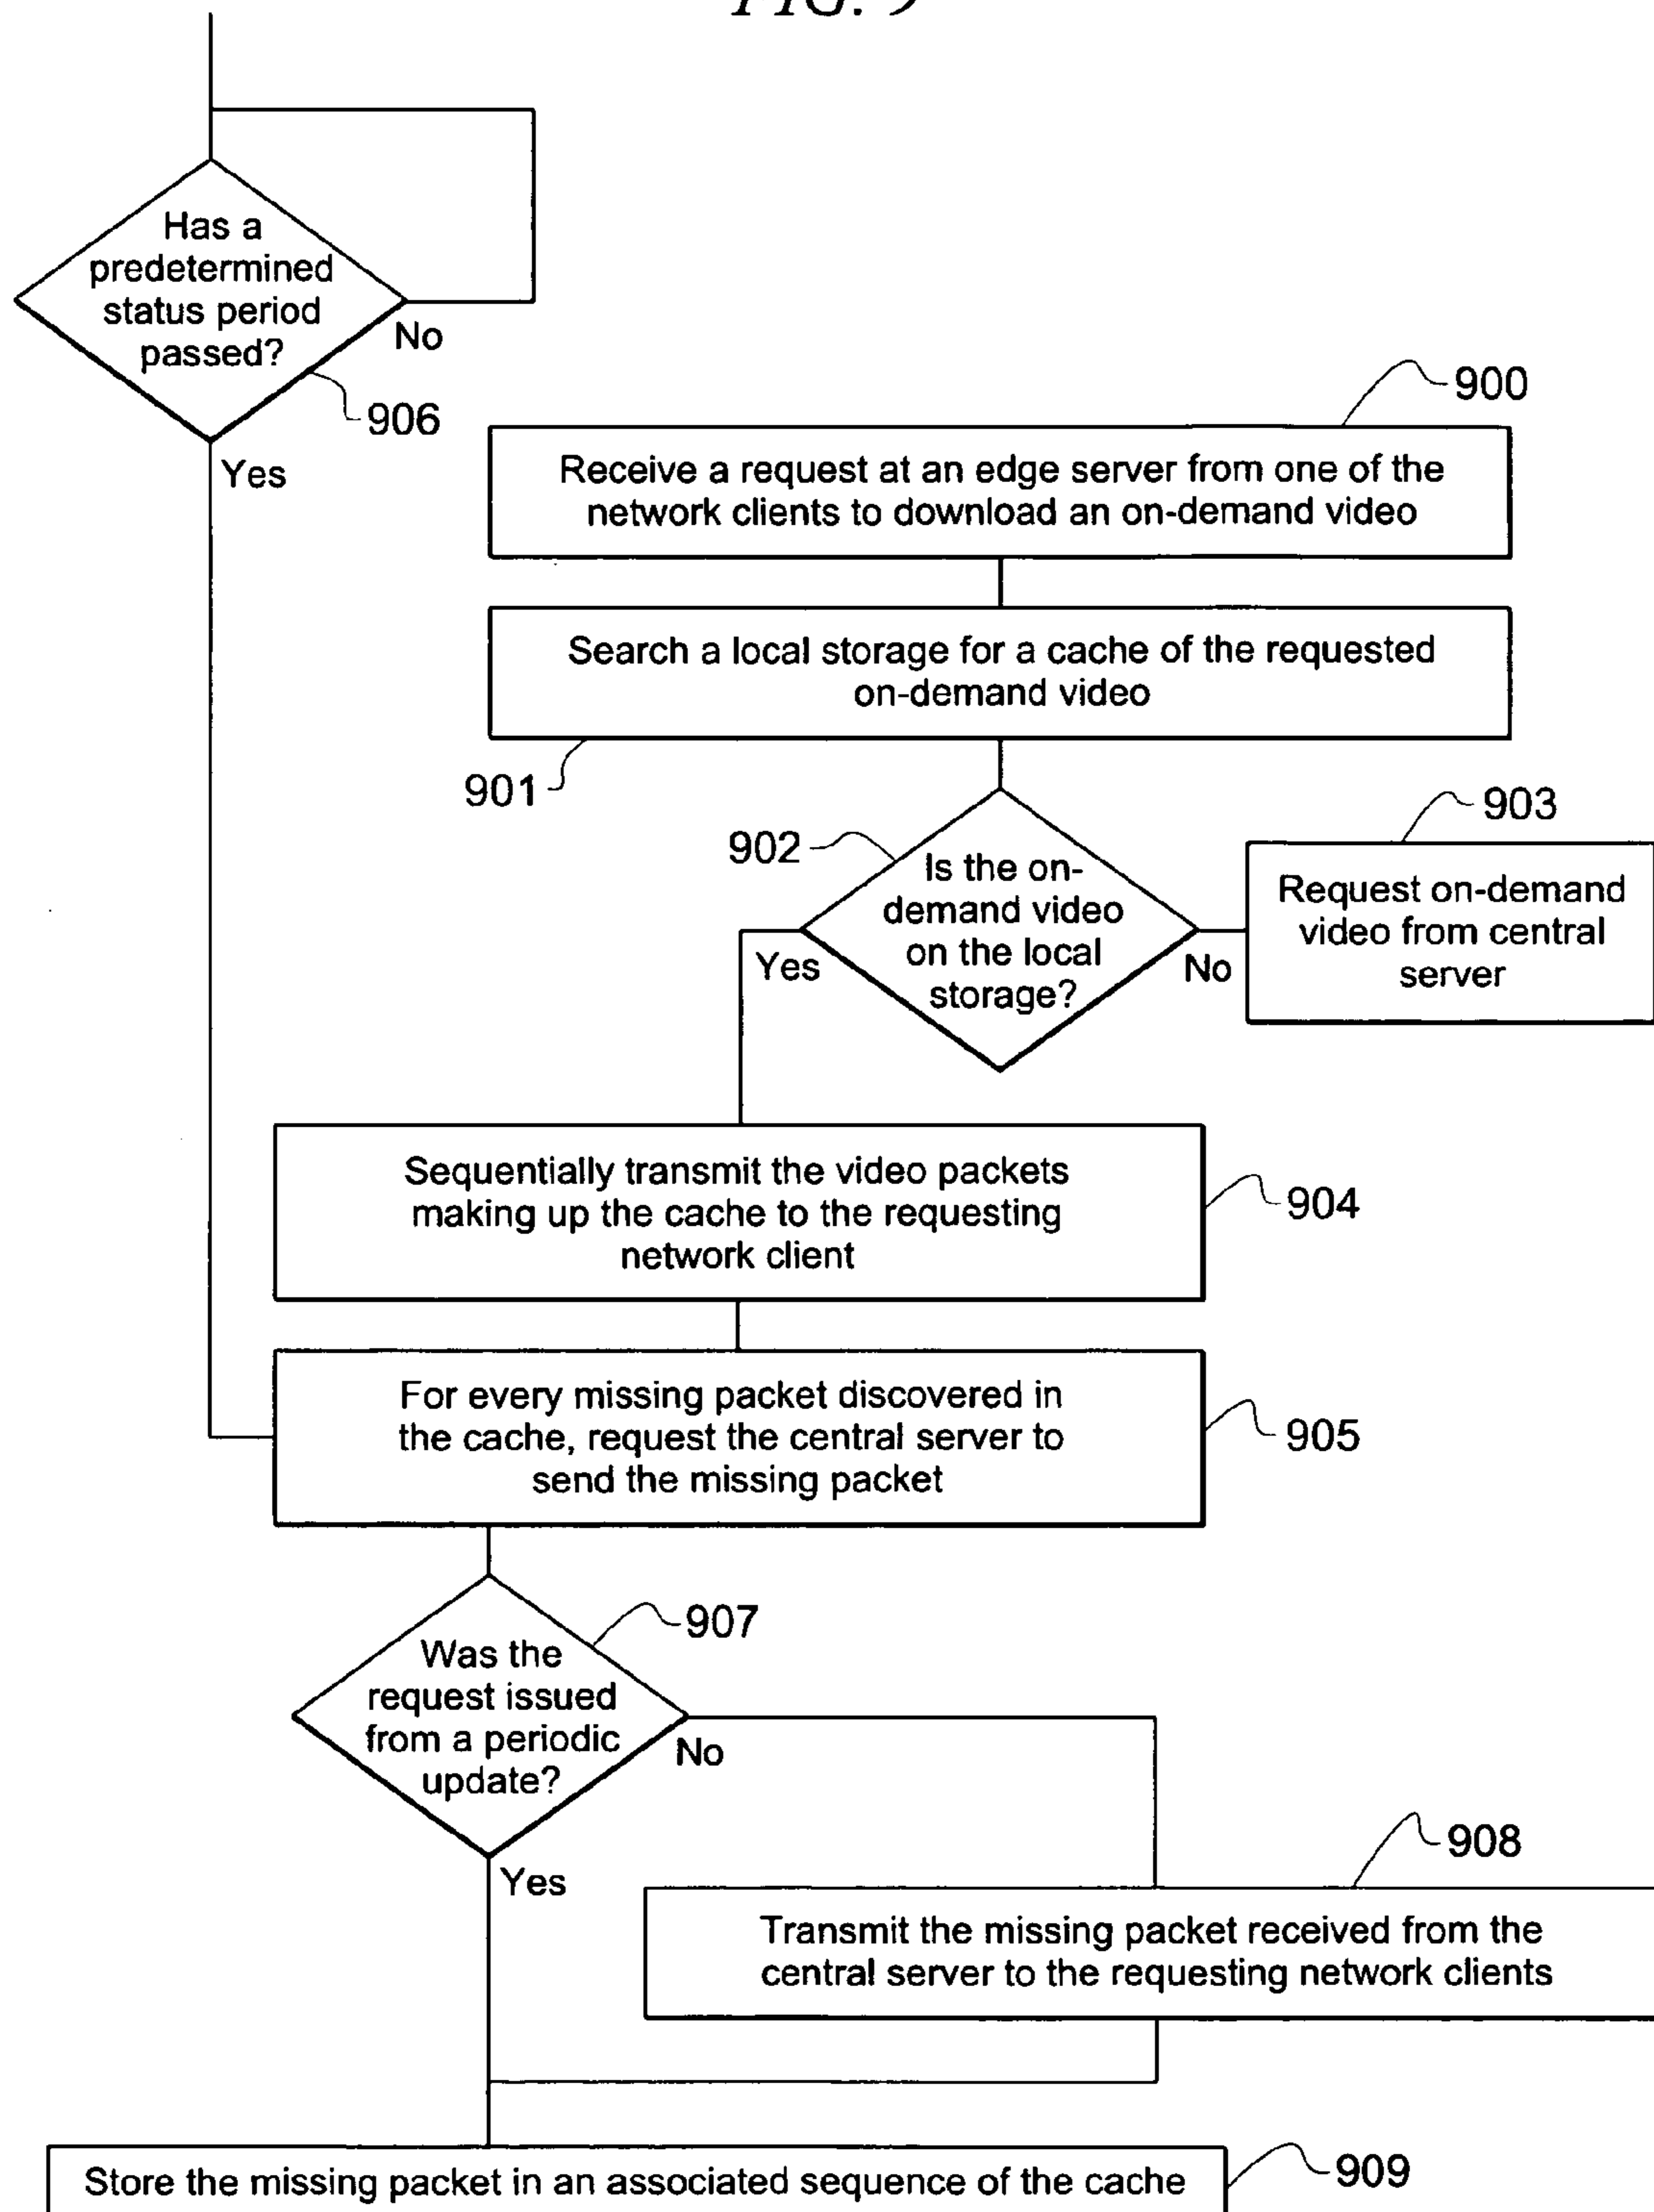 FIG. 9
Has a
predetermined
status period
passed?
No
906
Yes
900
Receive a request at an edge server from one of the
network clients to download an on-demand video
Search a local storage for a cache of the requested
on-demand video
901
902
Is the on-
demand video
on the local
storage?
Yes
No
903
Request on-demand
video from central
server
Sequentially transmit the video packets
making up the cache to the requesting
network client
904
For every missing packet discovered in
the cache, request the central server to
send the missing packet
905
907
Was the
request issued
from a periodic
update?
No
Yes
908
Transmit the missing packet received from the
central server to the requesting network clients
Store the missing packet in an associated sequence of the cache
909